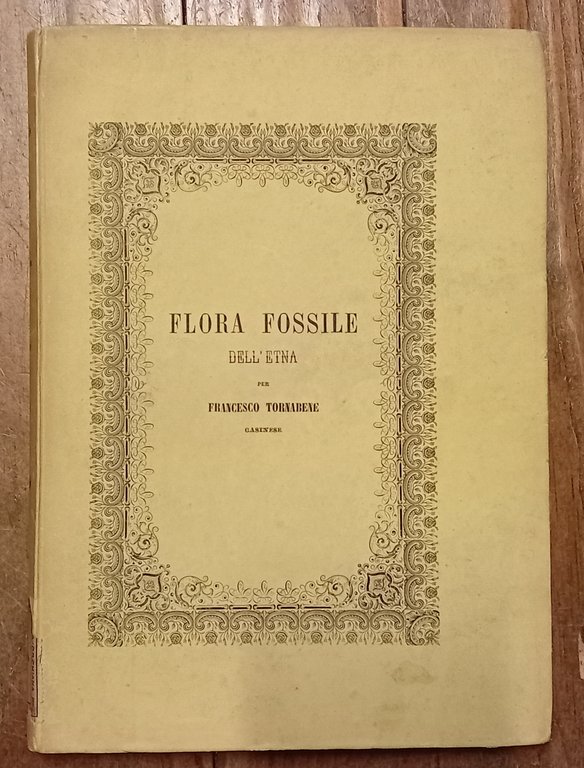 FLORA FOSSILE
DELL' ETNA
PER
FRANCESCO TORNABENE
CASINESE